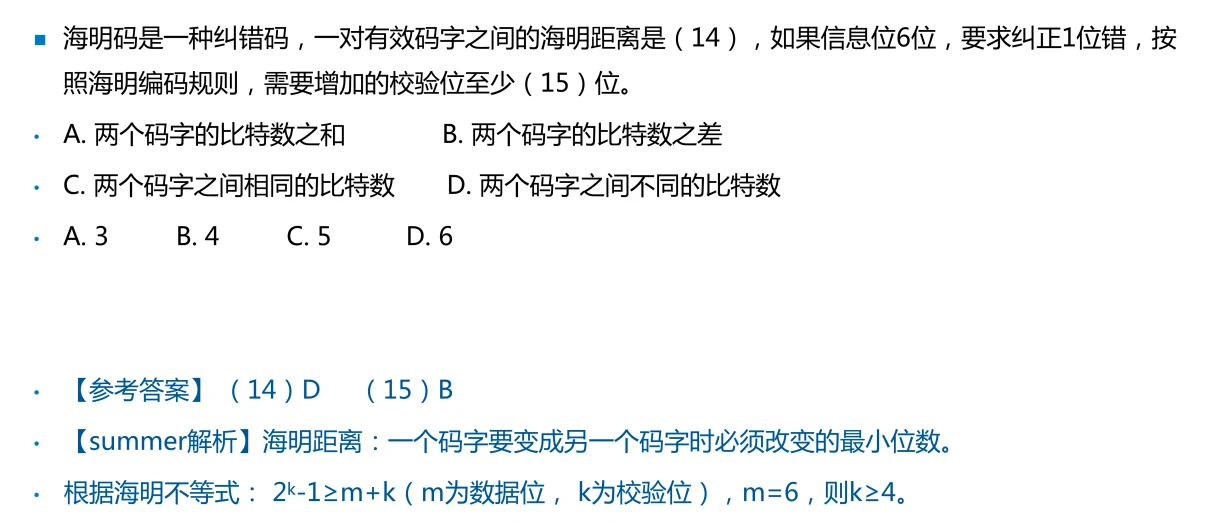 海明码是一种纠错码，一对有效码字之间的海明距离是（14），如果信息位6位，要求纠正1位错，按
照海明编码规则，需要增加的校验位至少（15）位。
A. 两个码字的比特数之和 B. 两个码字的比特数之差
C. 两个码字之间相同的比特数 D. 两个码字之间不同的比特数
A. 3 B. 4 C. 5 D. 6
【参考答案】（14）D （15）B
【summer解析】海明距离：一个码字要变成另一个码字时必须改变的最小位数。
根据海明不等式： 2ᵏ-1≥m+k（m为数据位， k为校验位），m=6，则k≥4。